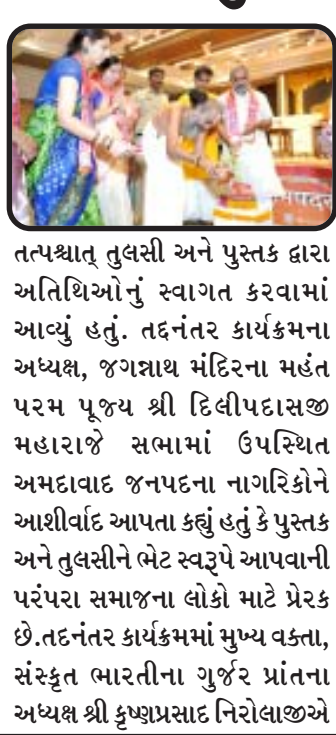 તત્પશ્ચાત્ તુલસી અને પુસ્તક દ્વારા
અતિથિઓનું સ્વાગત કરવામાં
આવ્યું હતું. તદ્દનંતર કાર્યક્રમના
અધ્યક્ષ, જગન્નાથ મંદિરના મહંત
પરમ પૂજ્ય શ્રી દિલીપદાસજી
મહારાજે સભામાં ઉપસ્થિત
અમદાવાદ જનપદના નાગરિકોને
આશીર્વાદ આપતા કહ્યું હતું કે પુસ્તક
અને તુલસીને ભેટ સ્વરૂપે આપવાની
પરંપરા સમાજના લોકો માટે પ્રેરક
છે.તદનંતર કાર્યક્રમમાં મુખ્ય વક્તા,
સંસ્કૃત ભારતીના ગુર્જર પ્રાંતના
અધ્યક્ષ શ્રી કૃષ્ણપ્રસાદ નિરોલાજીએ